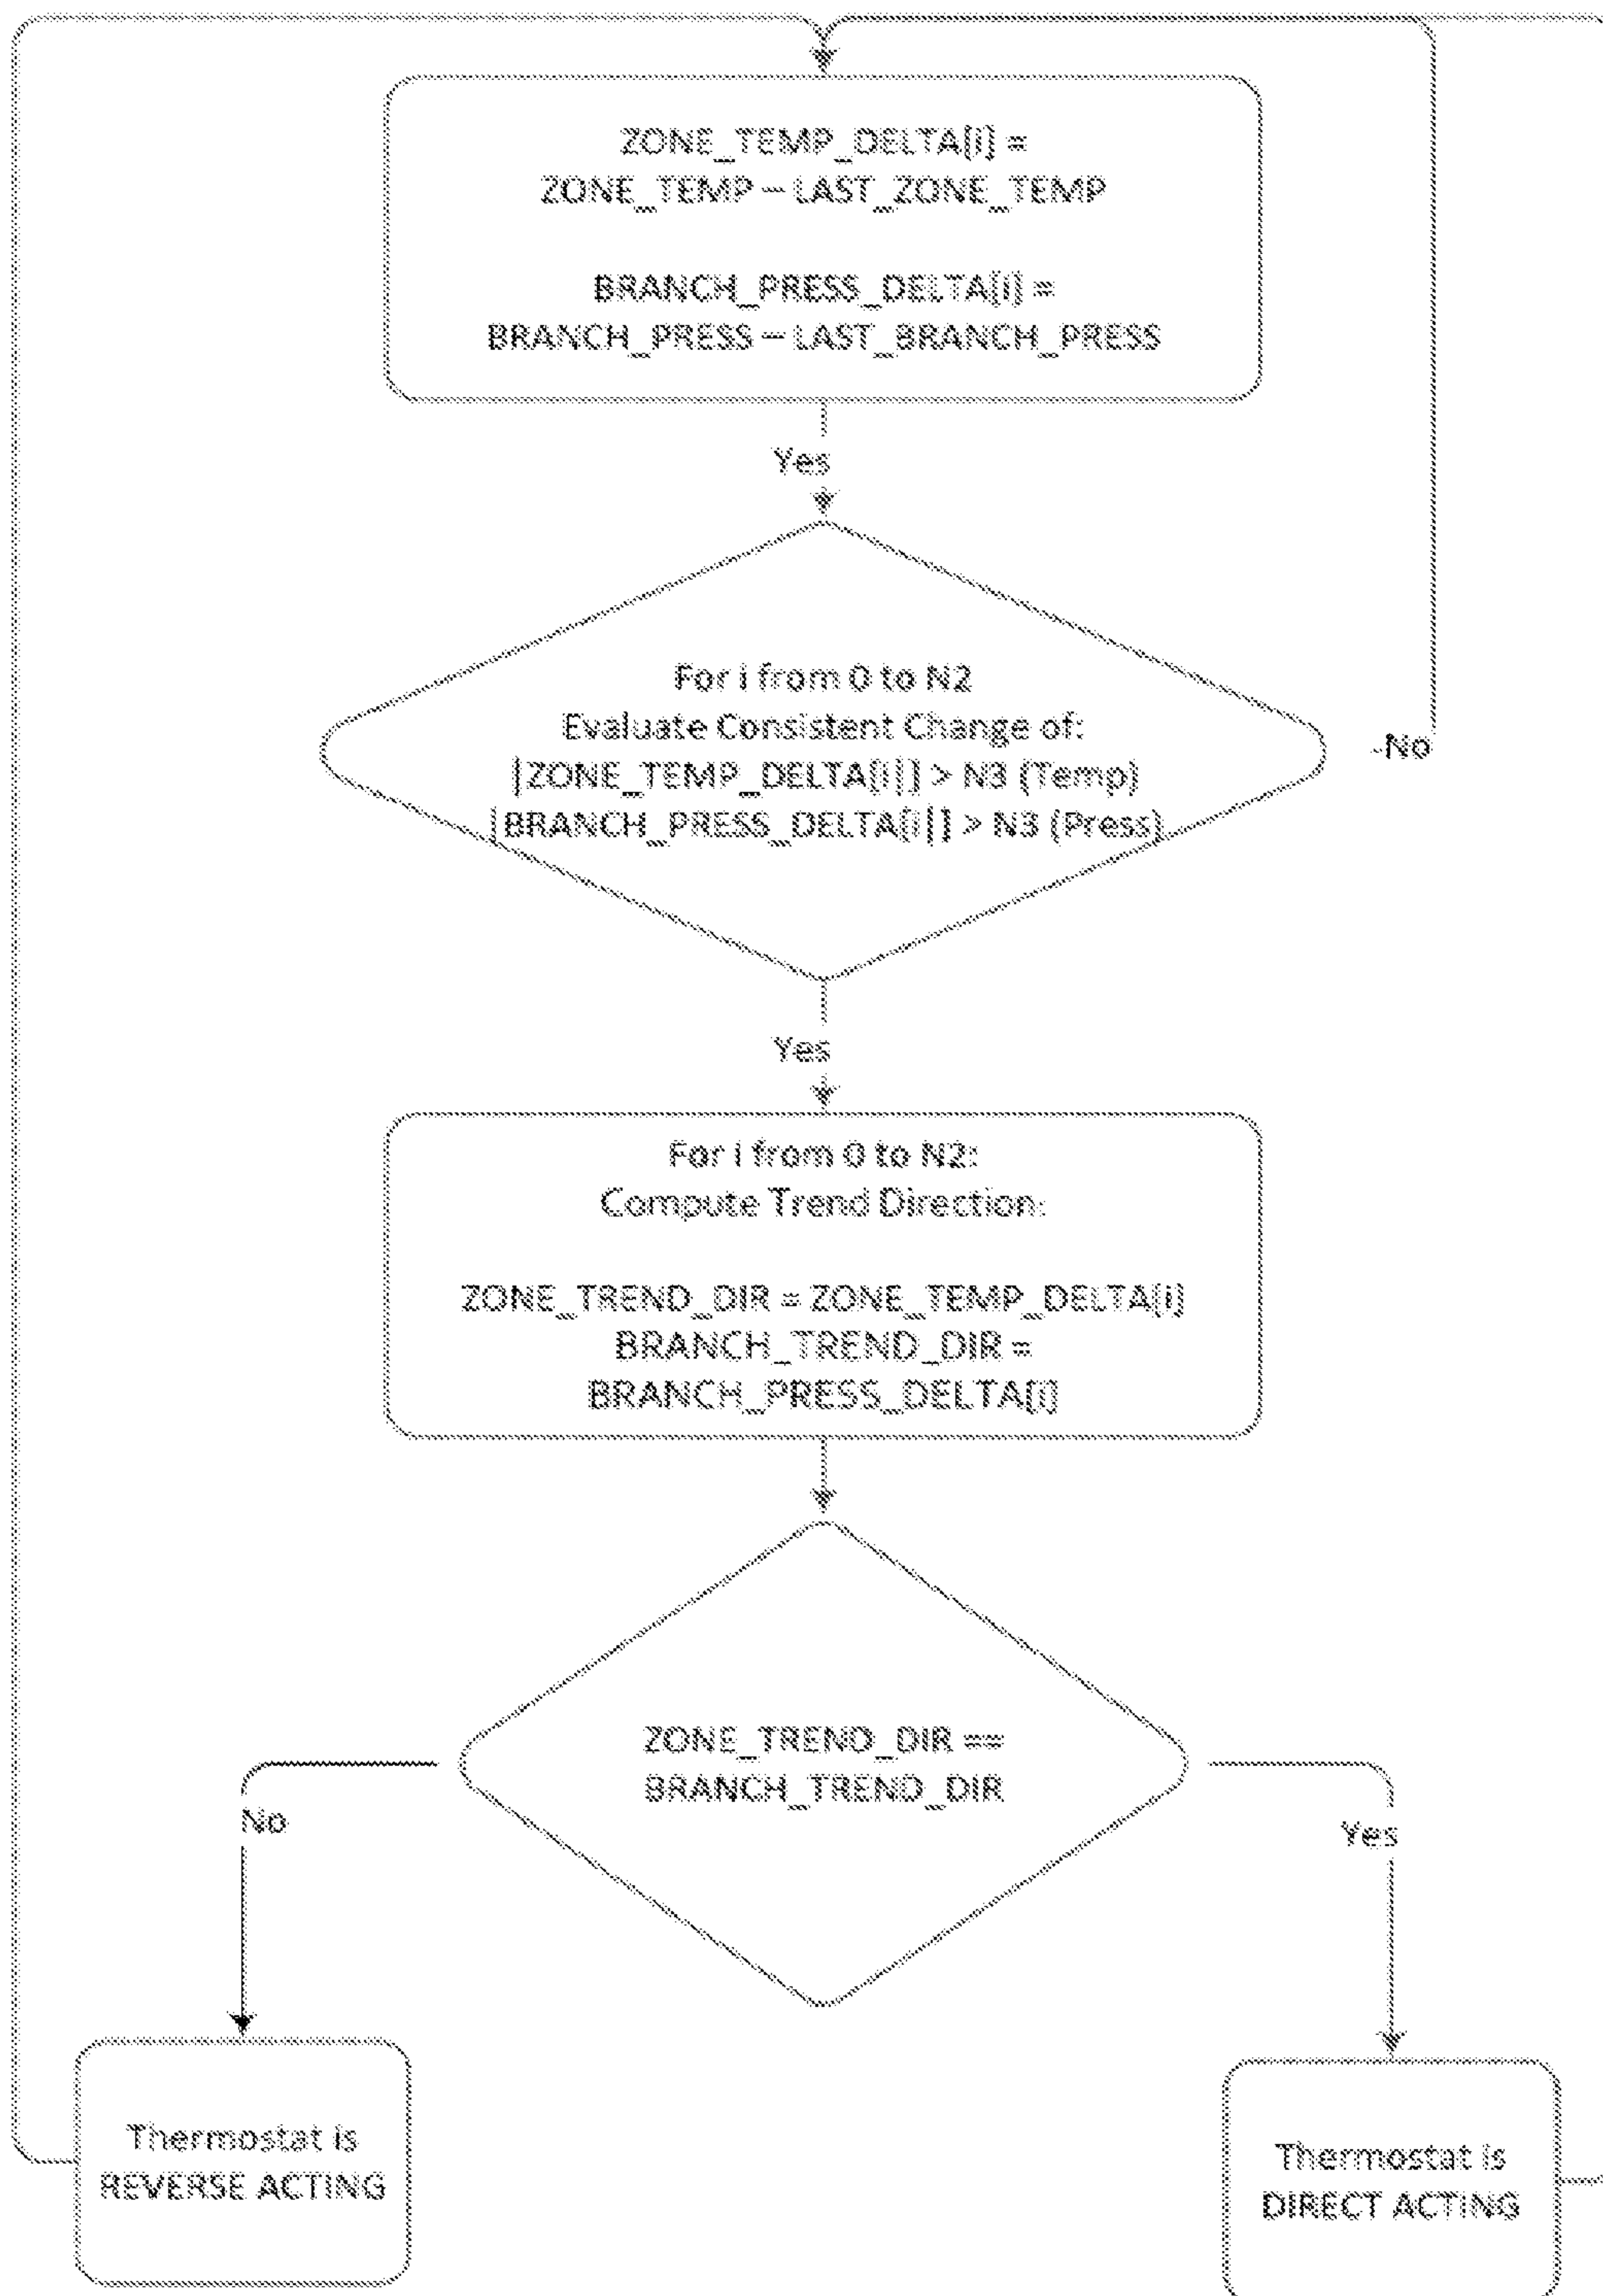 ZONE_TEMP_DELTA[i] =
ZONE_TEMP – LAST_ZONE_TEMP
BRANCH_PRESS_DELTA[i] =
BRANCH_PRESS – LAST_BRANCH_PRESS
Yes
For i from 0 to N2
Evaluate Consistent Change of:
|ZONE_TEMP_DELTA[i|] > N3 (Temp)
|BRANCH_PRESS_DELTA[i|] > N3 (Press)
No
Yes
For i from 0 to N2:
Compute Trend Direction:
ZONE_TREND_DIR = ZONE_TEMP_DELTA[i]
BRANCH_TREND_DIR =
BRANCH_PRESS_DELTA[i]
ZONE_TREND_DIR ==
BRANCH_TREND_DIR
No
Yes
Thermostat is
REVERSE ACTING
Thermostat is
DIRECT ACTING